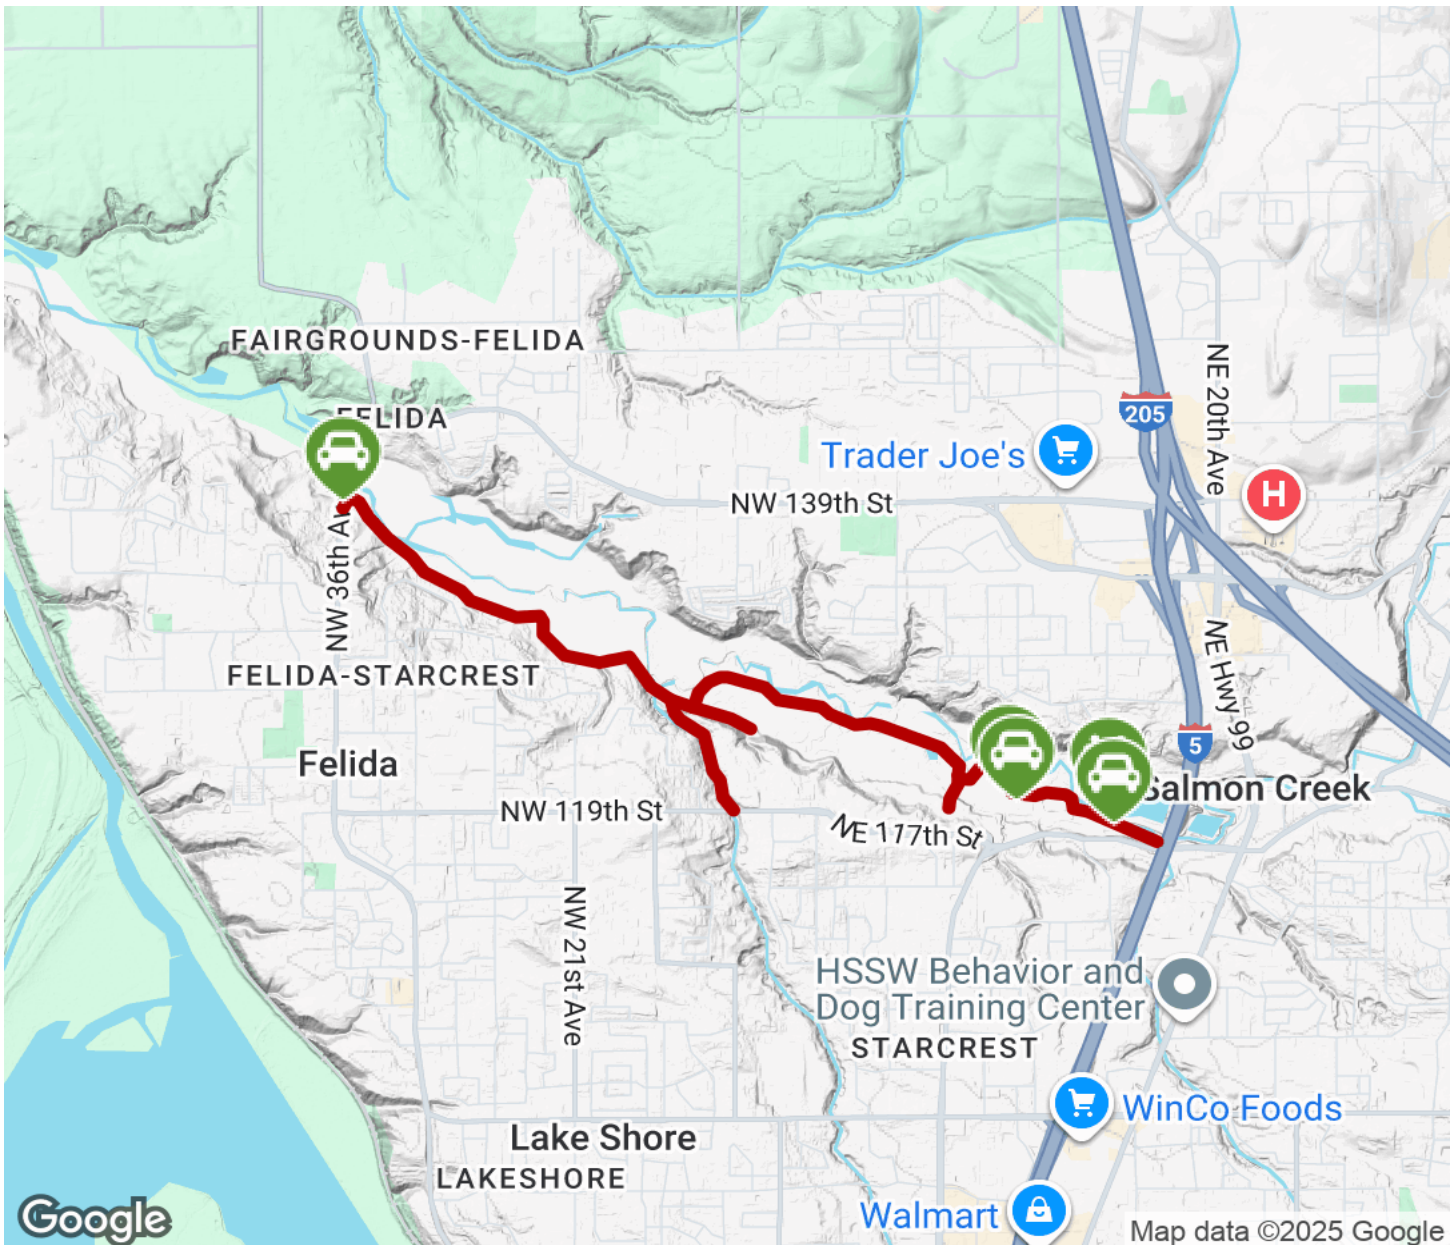 FAIRGROUNDS-FELIDA
FELIDA
205
NE 20th Ave
Trader Joe's
H
NW 139th St
NW 36th
FELIDA-STARCREST
NE Hwy 99
5
Felida
Salmon Creek
NW 119th St
NE 117th St
NW 21st Ave
HSSW Behavior and
Dog Training Center
STARCREST
WinCo Foods
Lake Shore
LAKESHORE
Walmart
Google
Map data ©2025 Google